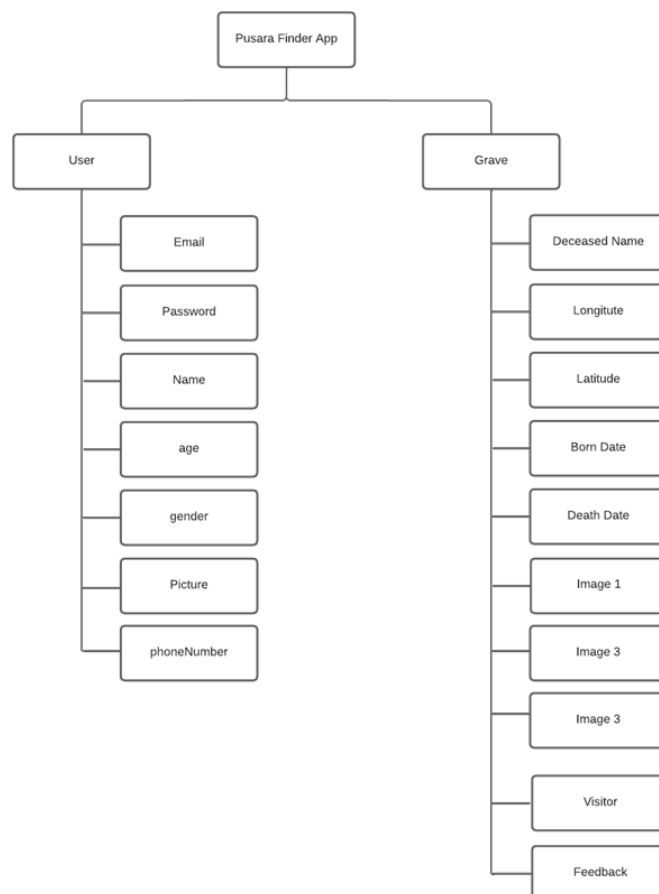 Pusara Finder App
User
Grave
Email
Password
Name
age
gender
Picture
phoneNumber
Deceased Name
Longitute
Latitude
Born Date
Death Date
Image 1
Image 3
Image 3
Visitor
Feedback